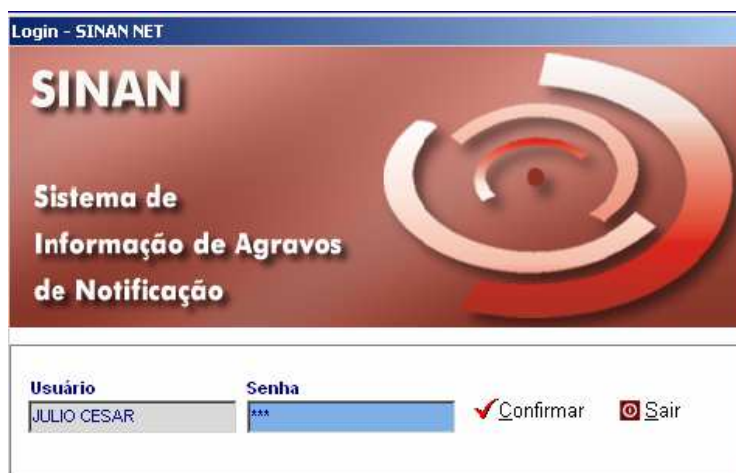 Login - SINAN NET
SINAN
Sistema de
Informação de Agravos
de Notificação
Usuário Senha
JULIO CESAR *** Confirmar Sair